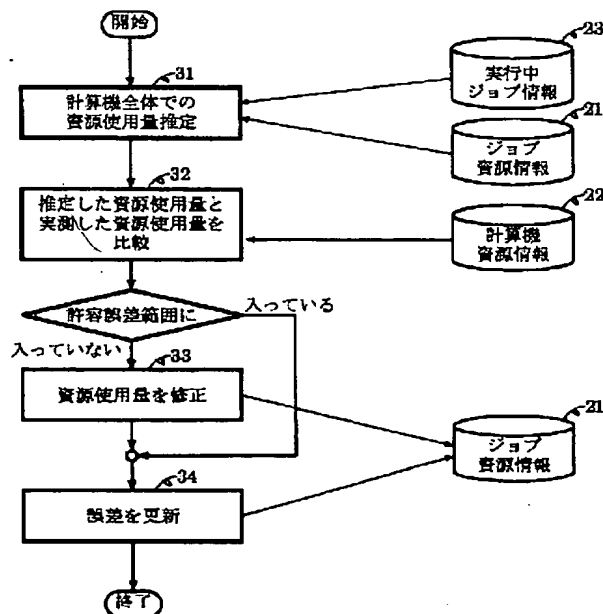 開始
31
計算機全体での
資源使用量推定
23
実行中
ジョブ情報
21
ジョブ
資源情報
32
推定した資源使用量と
実測した資源使用量を
比較
22
計算機
資源情報
許容誤差範囲に
入っている
入っていない
33
資源使用量を修正
21
ジョブ
資源情報
34
誤差を更新
終了